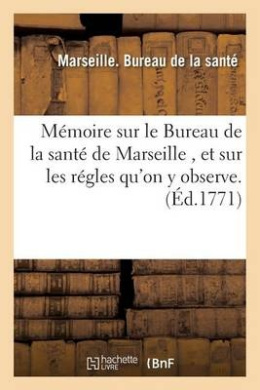 Marseille. Bureau de la santé
Mémoire sur le Bureau de
la santé de Marseille , et sur
les régles qu'on y observe.
(Éd.1771)
hachette
LIVRE
{BnF